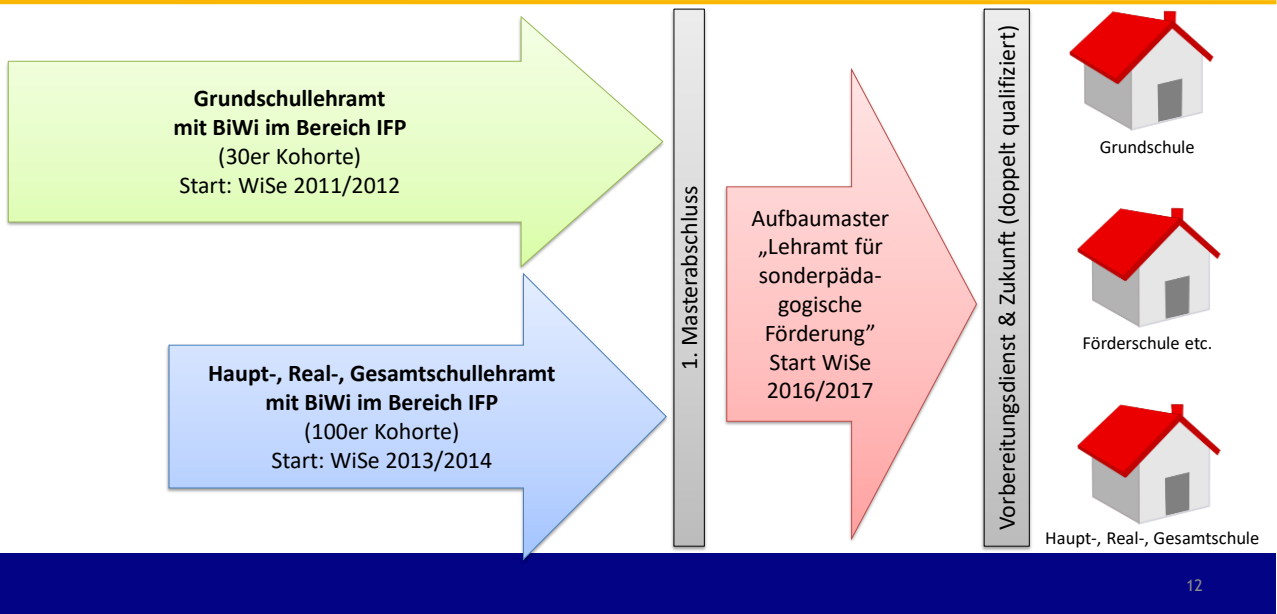 Grundschullehramt
mit BiWi im Bereich IFP
(30er Kohorte)
Start: WiSe 2011/2012
Haupt-, Real-, Gesamtschullehramt
mit BiWi im Bereich IFP
(100er Kohorte)
Start: WiSe 2013/2014
1. Masterabschluss
Aufbaumaster
„Lehramt für
sonderpäda-
gogische
Förderung”
Start WiSe
2016/2017
Vorbereitungsdienst & Zukunft (doppelt qualifiziert)
Grundschule
Förderschule etc.
Haupt-, Real-, Gesamtschule
12